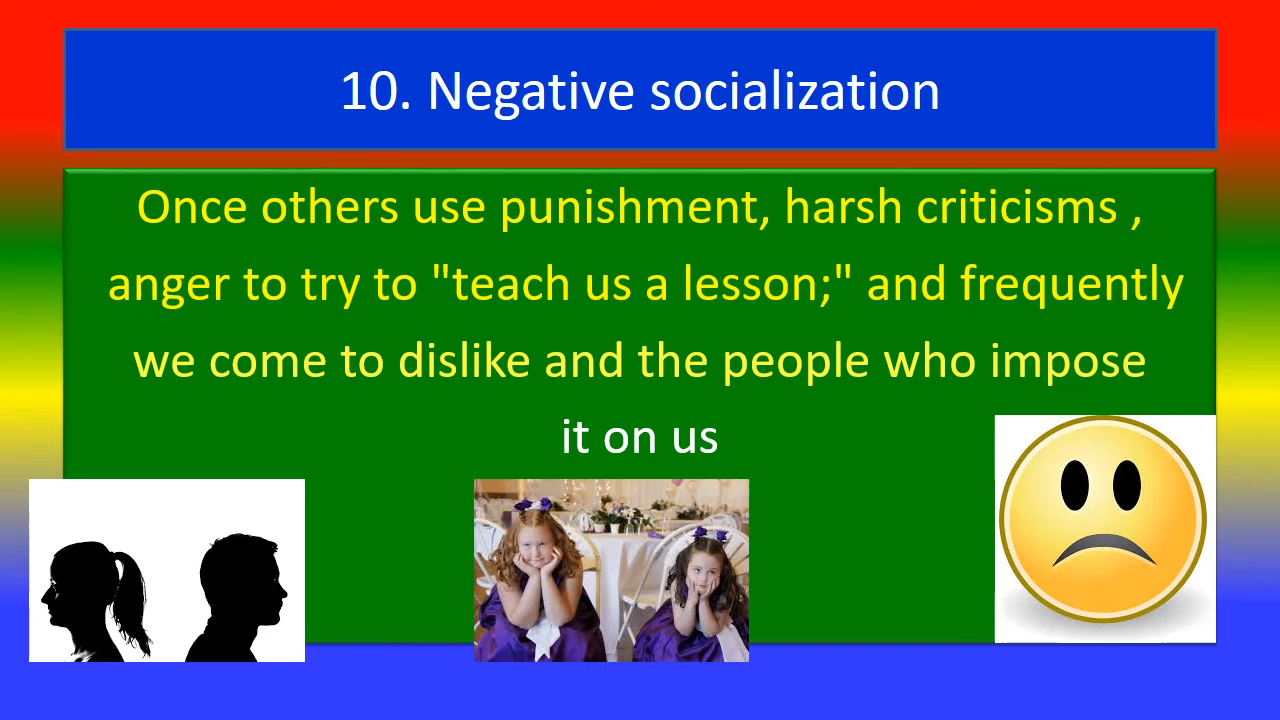 10. Negative socialization
Once others use punishment, harsh criticisms ,
anger to try to "teach us a lesson;" and frequently
we come to dislike and the people who impose
it on us